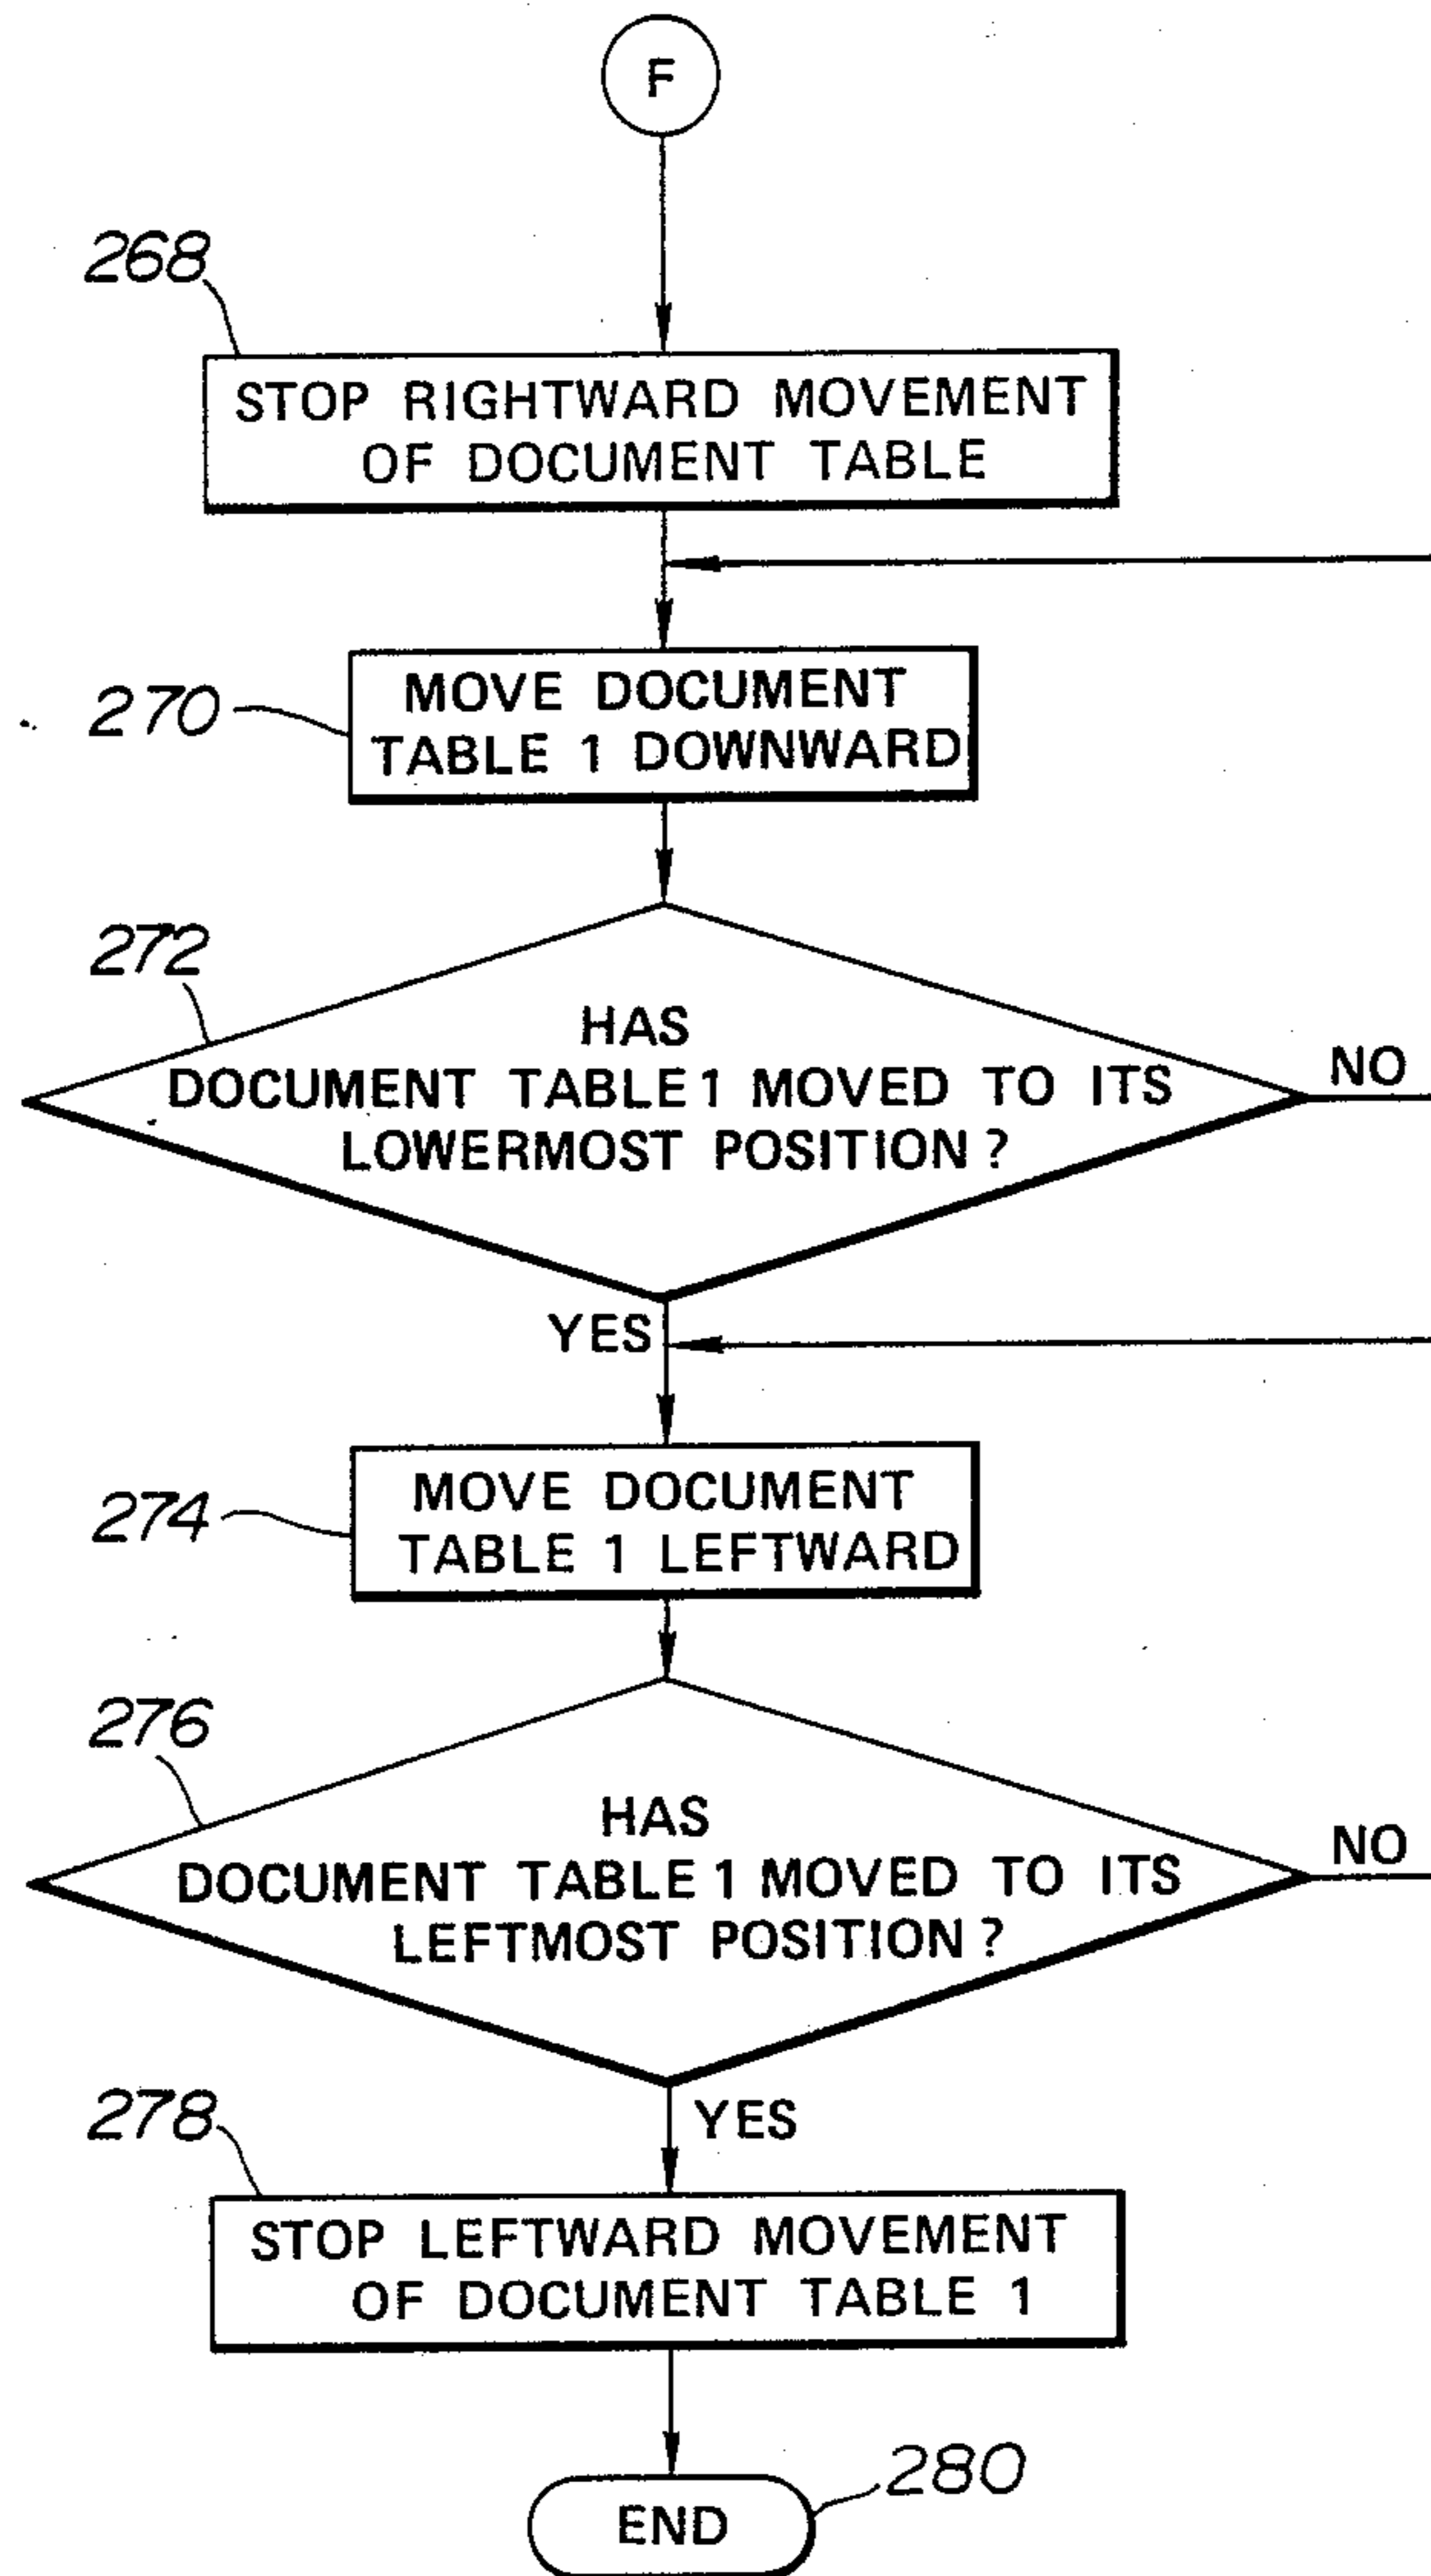 F
268
STOP RIGHTWARD MOVEMENT
OF DOCUMENT TABLE
270
MOVE DOCUMENT
TABLE 1 DOWNWARD
272
HAS
DOCUMENT TABLE 1 MOVED TO ITS
LOWERMOST POSITION?
NO
YES
274
MOVE DOCUMENT
TABLE 1 LEFTWARD
276
HAS
DOCUMENT TABLE 1 MOVED TO ITS
LEFTMOST POSITION?
NO
YES
278
STOP LEFTWARD MOVEMENT
OF DOCUMENT TABLE 1
280
END